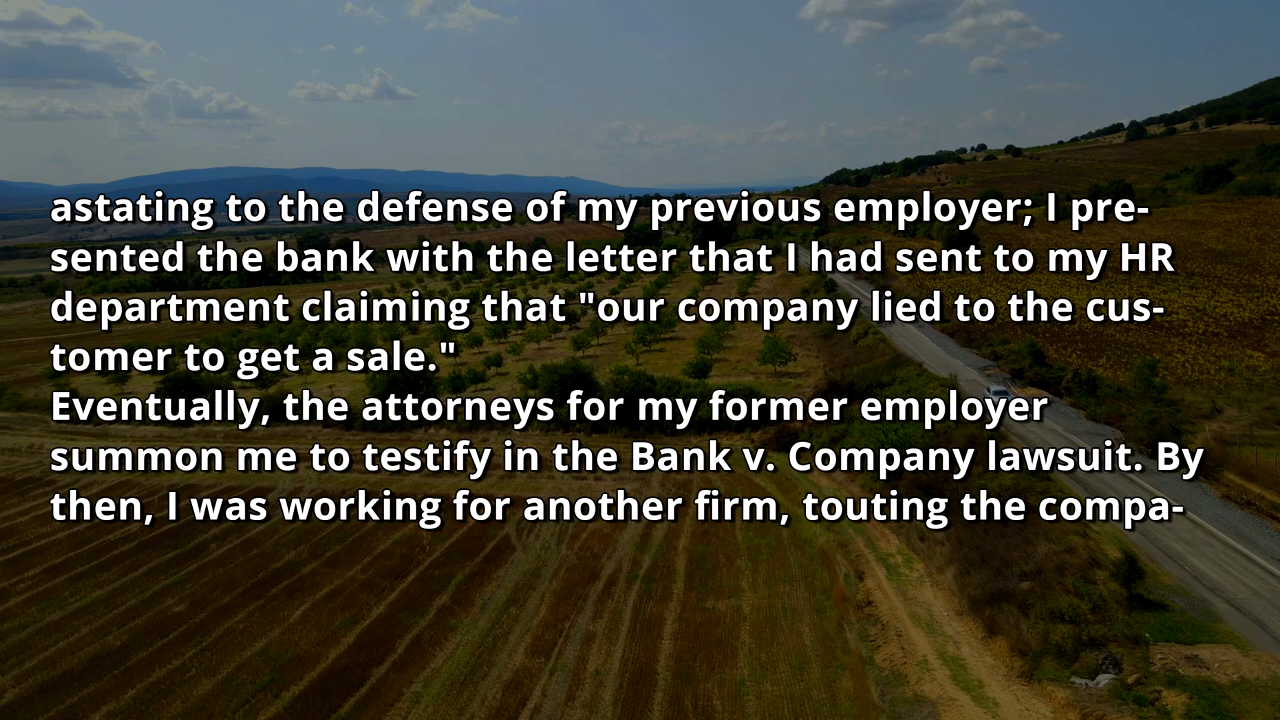 astating to the defense of my previous employer; I pre-
sented the bank with the letter that I had sent to my HR
department claiming that "our company lied to the cus-
tomer to get a sale."
Eventually, the attorneys for my former employer
summon me to testify in the Bank v. Company lawsuit. By
then, I was working for another firm, touting the compa-